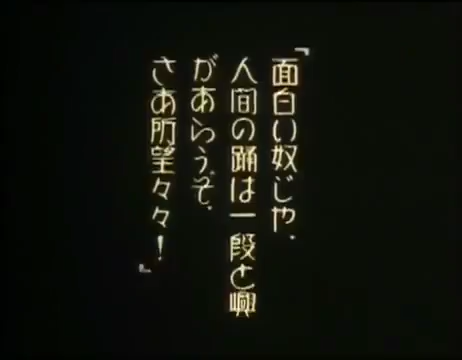 『面白い奴じや、
人間の踊は一段と興
があらうぞ、
さあ所望々々！』